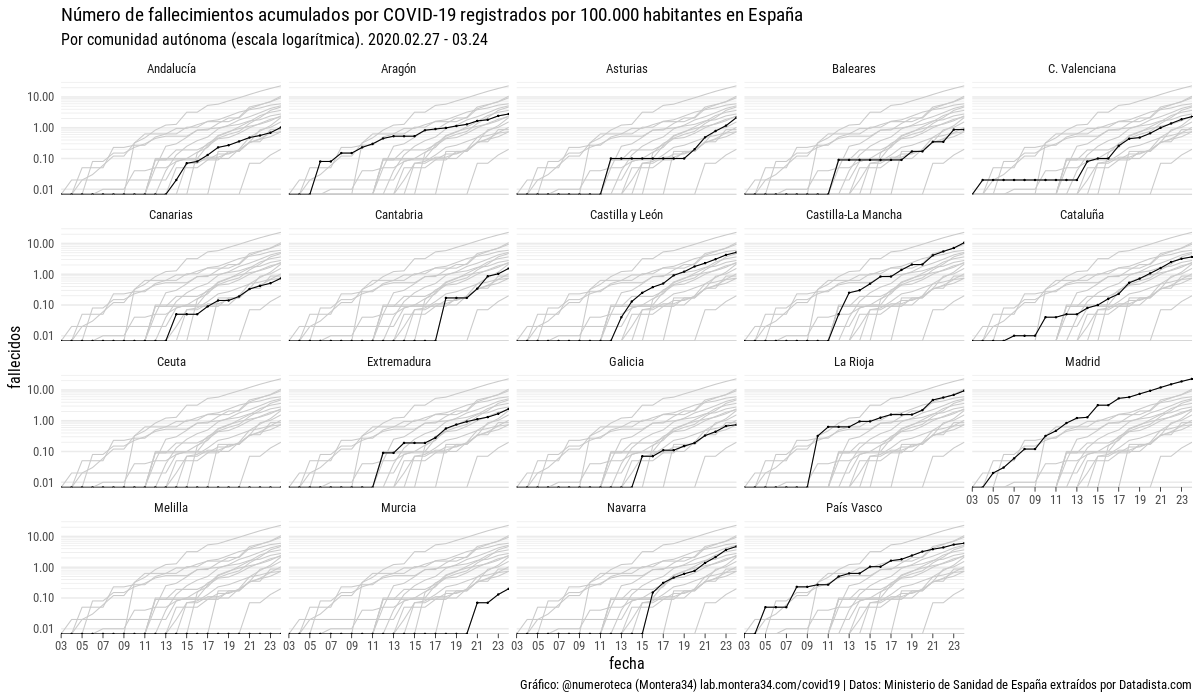 Número de fallecimientos acumulados por COVID-19 registrados por 100.000 habitantes en España
Por comunidad autónoma (escala logarítmica). 2020.02.27 - 03.24
Andalucía Aragón Asturias Baleares C. Valenciana
10.00
1.00
0.10
0.01
Canarias Cantabria Castilla y León Castilla-La Mancha Cataluña
10.00
1.00
0.10
0.01
fallecidos
Ceuta Extremadura Galicia La Rioja Madrid
10.00
1.00
0.10
0.01
03 05 07 09 11 13 15 17 19 21 23
Melilla Murcia Navarra País Vasco
10.00
1.00
0.10
0.01
03 05 07 09 11 13 15 17 19 21 23 03 05 07 09 11 13 15 17 19 21 23 03 05 07 09 11 13 15 17 19 21 23 03 05 07 09 11 13 15 17 19 21 23
fecha
Gráfico: @numeroteca (Montera34) lab.montera34.com/covid19 | Datos: Ministerio de Sanidad de España extraídos por Datadista.com